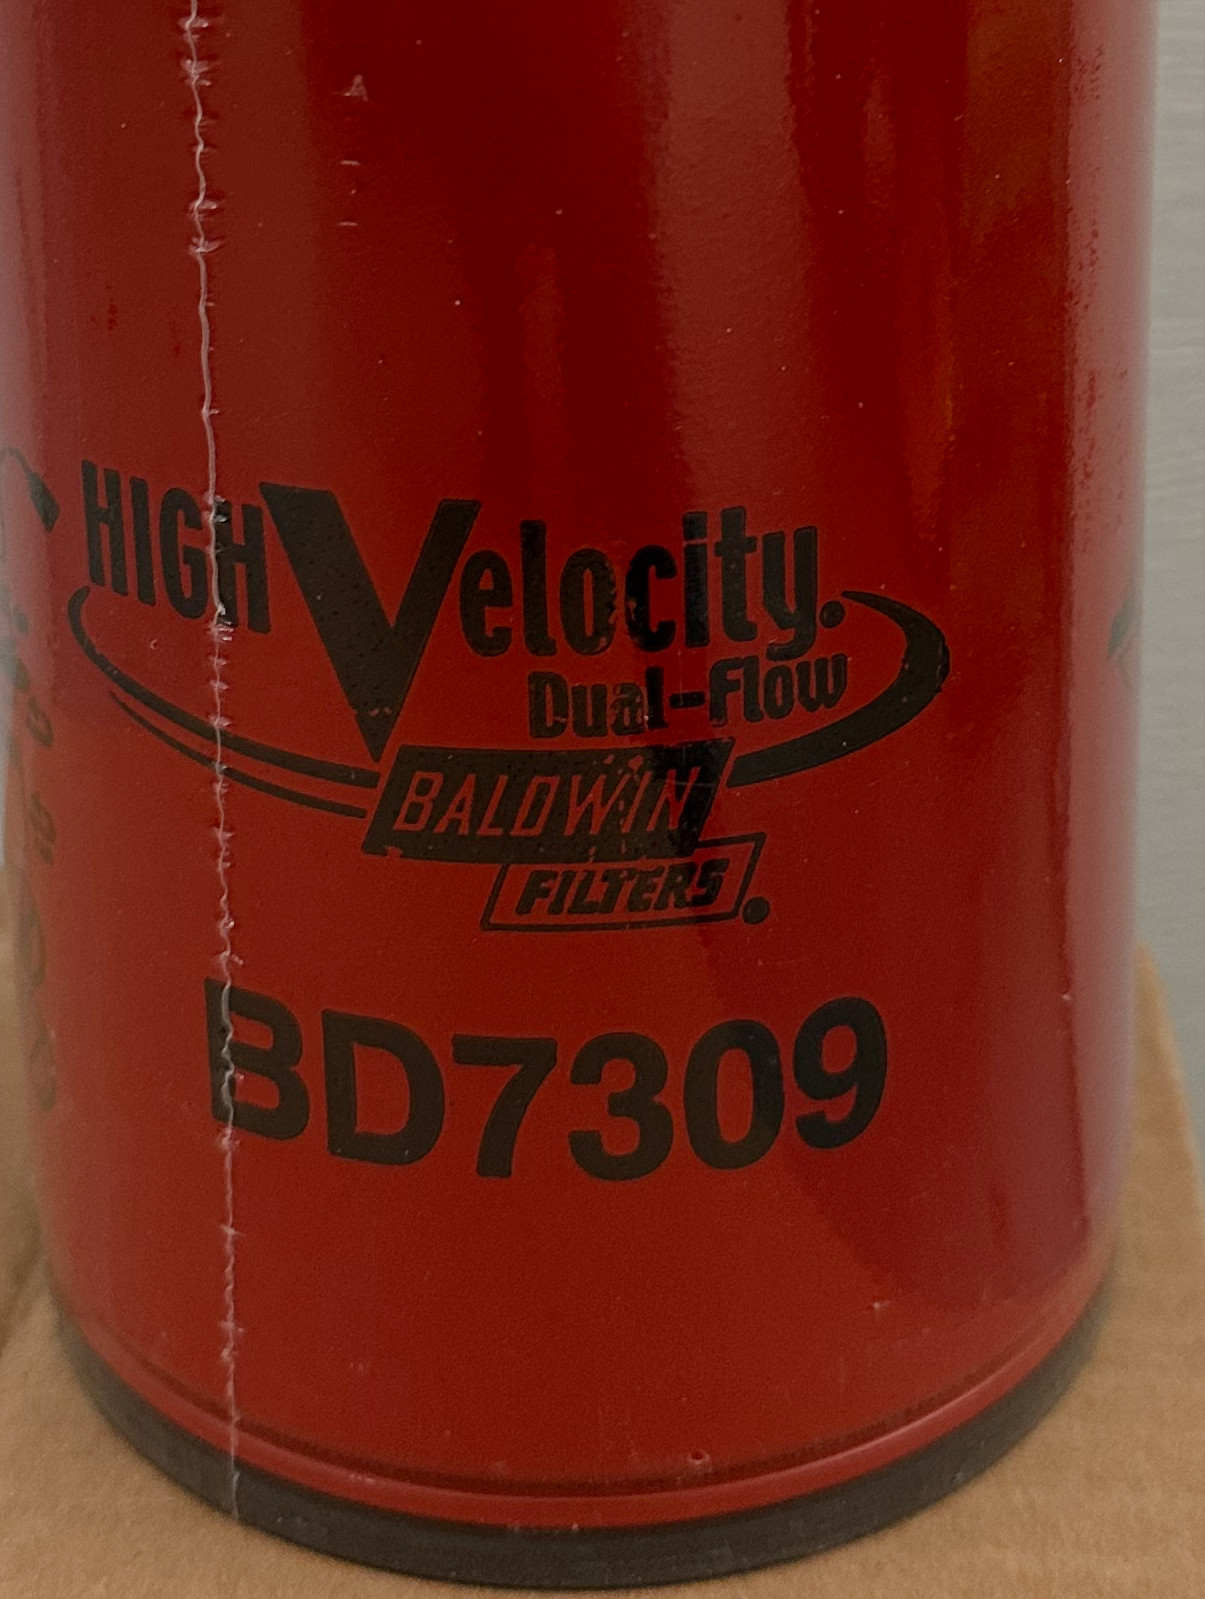 HIGH Velocity.
Dual-Flow
BALDWIN
FILTERS
BD7309